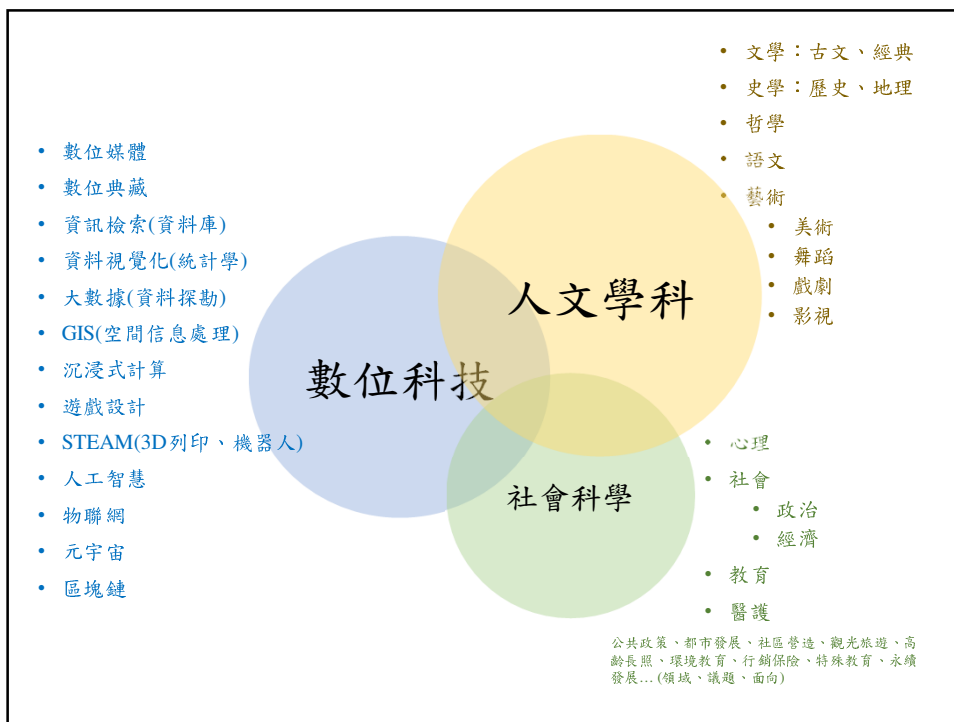 • 文學：古文、經典
• 史學：歷史、地理
• 哲學
• 語文
• 藝術
• 美術
• 舞蹈
• 戲劇
• 影視
• 數位媒體
• 數位典藏
• 資訊檢索(資料庫)
• 資料視覺化(統計學)
• 大數據(資料探勘)
• GIS(空間信息處理)
• 沉浸式計算
• 遊戲設計
• STEAM(3D列印、機器人)
• 人工智慧
• 物聯網
• 元宇宙
• 區塊鏈
人文學科
數位科技
社會科學
• 心理
• 社會
• 政治
• 經濟
• 教育
• 醫護
公共政策、都市發展、社區營造、觀光旅遊、高
齡長照、環境教育、行銷保險、特殊教育、永續
發展… (領域、議題、面向)